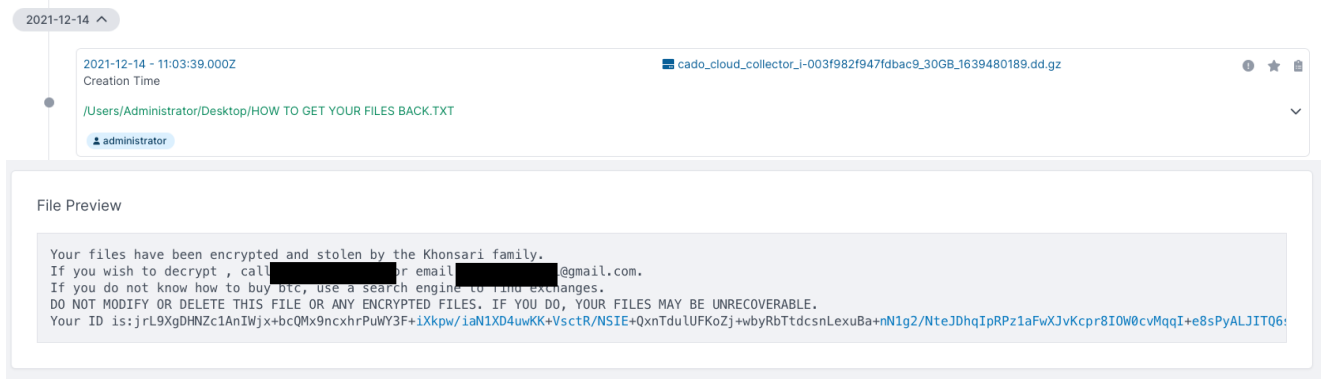 2021-12-14
2021-12-14 - 11:03:39.000Z
cado_cloud_collector_i-003f982f947fdbac9_30GB_1639480189.dd.gz
Creation Time
/Users/Administrator/Desktop/HOW TO GET YOUR FILES BACK.TXT
administrator
File Preview
Your files have been encrypted and stolen by the Khonsari family.
If you wish to decrypt , call or email @gmail.com.
If you do not know how to buy btc, use a search engine to find exchanges.
DO NOT MODIFY OR DELETE THIS FILE OR ANY ENCRYPTED FILES. IF YOU DO, YOUR FILES MAY BE UNRECOVERABLE.
Your ID is:jrL9XgDHNZc1AnIWjx+bcQMx9ncxhrPuWY3F+iXkpw/iaN1XD4uwKK+VsctR/NSIE+QxnTdulUFKoZj+wbyRbTtdcsnLexuBa+nN1g2/NteJDhqIpRPz1aFwXJvKcpr8IOW0cvMqqI+e8sPyALJITQ6